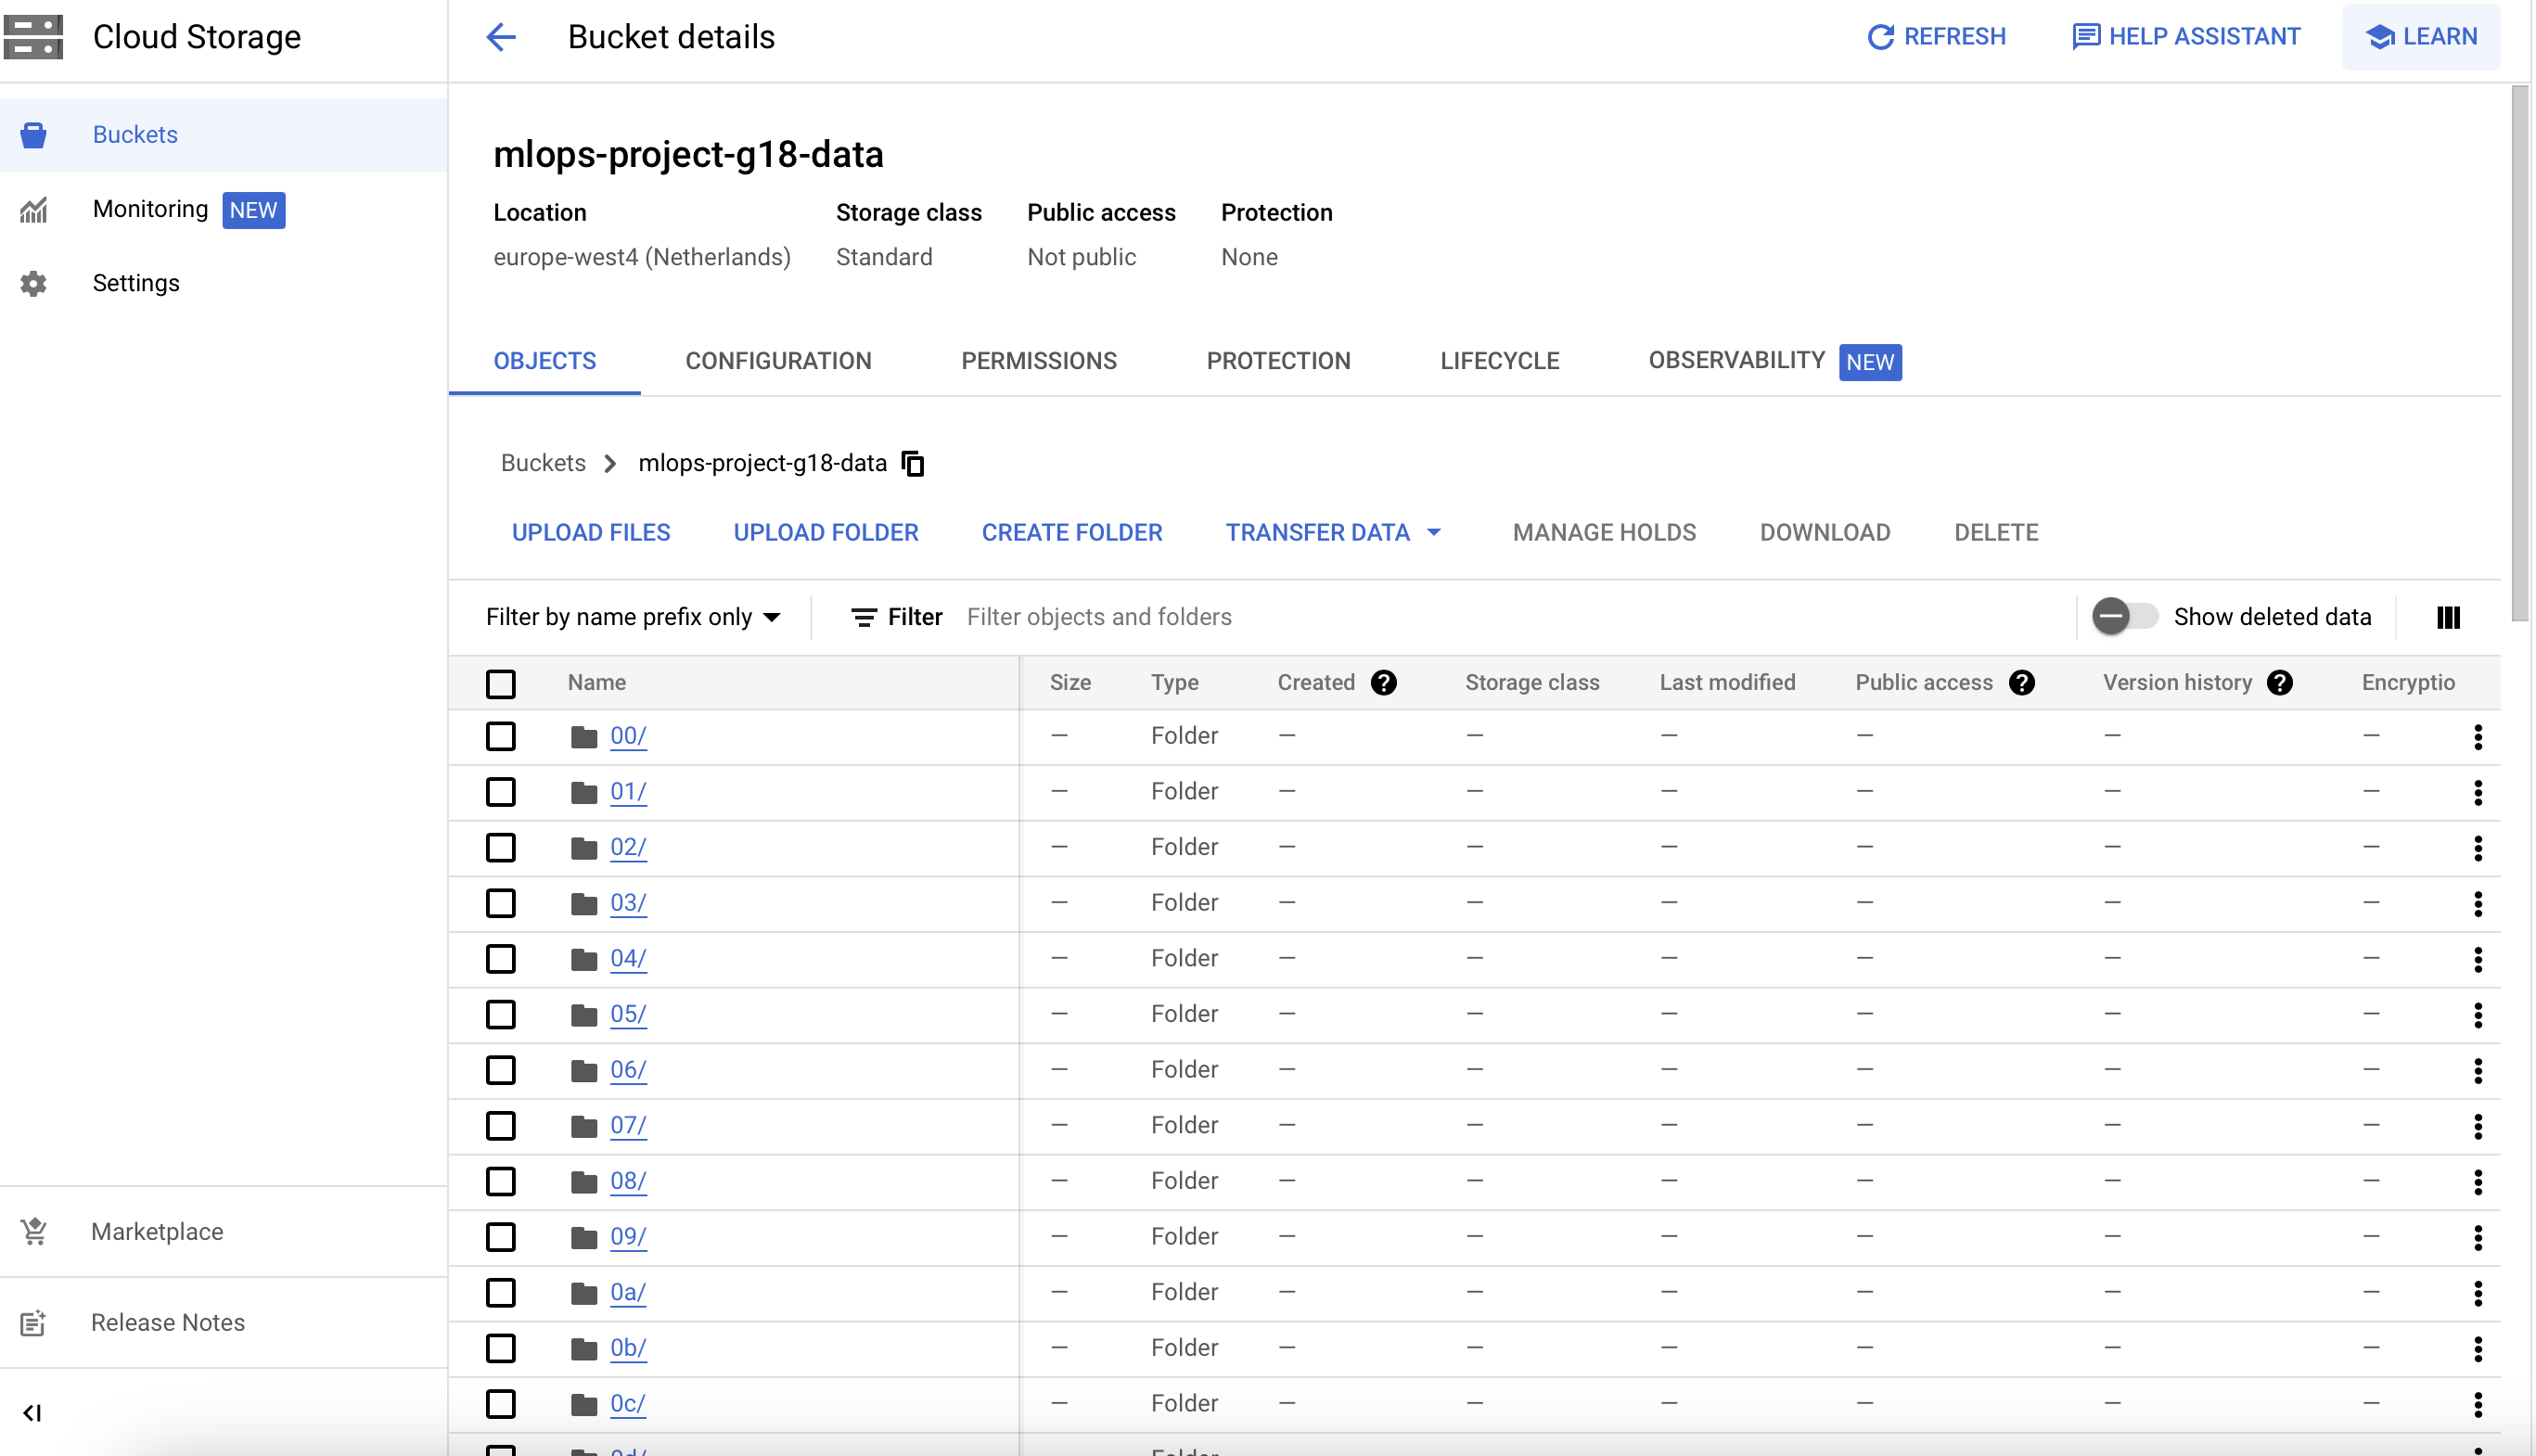 Cloud Storage
Bucket details
REFRESH
HELP ASSISTANT
LEARN
Buckets
Monitoring NEW
Settings
Marketplace
Release Notes
mlops-project-g18-data
Location Storage class Public access Protection
europe-west4 (Netherlands) Standard Not public None
OBJECTS CONFIGURATION PERMISSIONS PROTECTION LIFECYCLE OBSERVABILITY NEW
Buckets > mlops-project-g18-data
UPLOAD FILES UPLOAD FOLDER CREATE FOLDER TRANSFER DATA MANAGE HOLDS DOWNLOAD DELETE
Filter by name prefix only Filter Filter objects and folders Show deleted data
Name Size Type Created ? Storage class Last modified Public access ? Version history ? Encryptio
00/ — Folder — — — — — —
01/ — Folder — — — — — —
02/ — Folder — — — — — —
03/ — Folder — — — — — —
04/ — Folder — — — — — —
05/ — Folder — — — — — —
06/ — Folder — — — — — —
07/ — Folder — — — — — —
08/ — Folder — — — — — —
09/ — Folder — — — — — —
0a/ — Folder — — — — — —
0b/ — Folder — — — — — —
0c/ — Folder — — — — — —